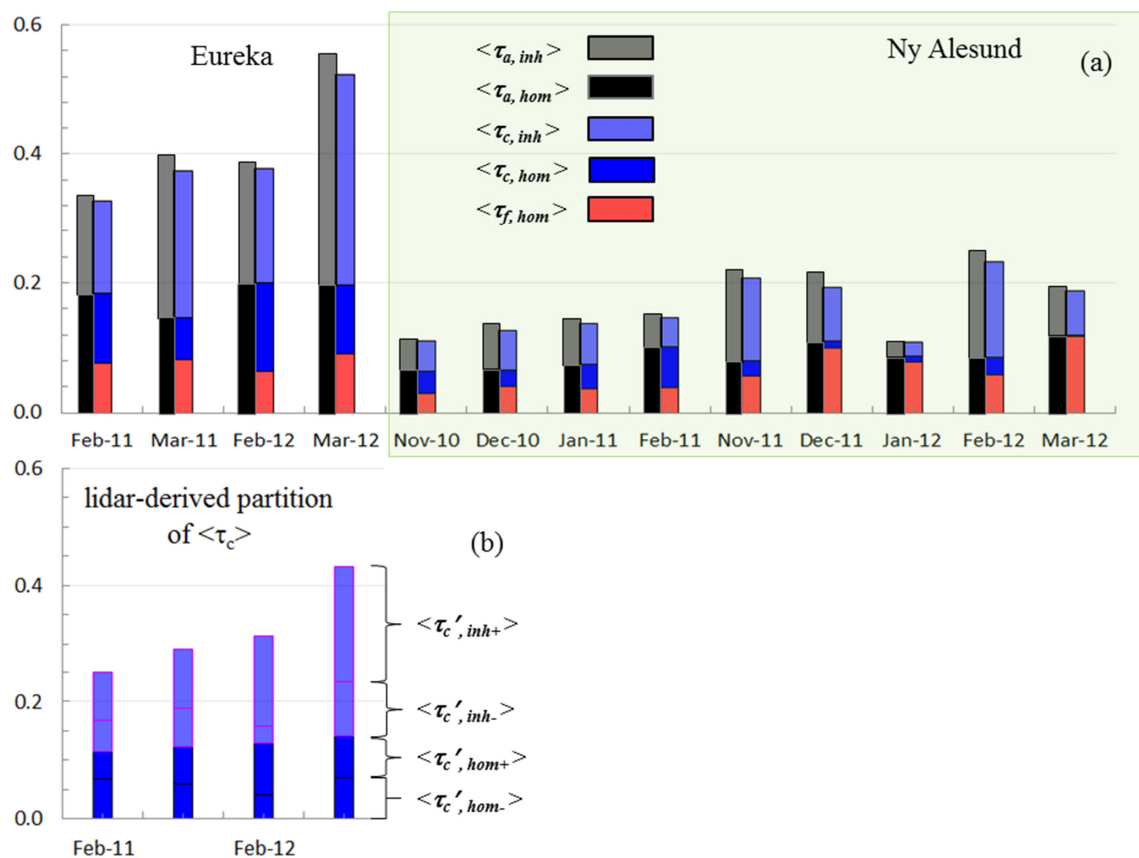 0.6
Eureka
Ny Alesund
(a)
<τa, inh>
<τa, hom>
<τc, inh>
<τc, hom>
<τf, hom>
0.4
0.2
0.0
Feb-11 Mar-11 Feb-12 Mar-12 Nov-10 Dec-10 Jan-11 Feb-11 Nov-11 Dec-11 Jan-12 Feb-12 Mar-12
0.6
lidar-derived partition
of <τc>
(b)
0.4
<τc′, inh+>
0.2
<τc′, inh->
<τc′, hom+>
<τc′, hom->
0.0
Feb-11 Feb-12